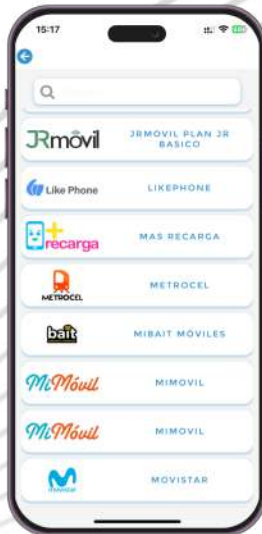 15:17
JRmóvil
JRMOVIL PLAN JR
BASICO
Like Phone
LIKEPHONE
+
recarga
MAS RECARGA
METROCEL
METROCEL
bait
MIBAIT MÓVILES
MiMóvil
MIMOVIL
MiMóvil
MIMOVIL
movistar
MOVISTAR